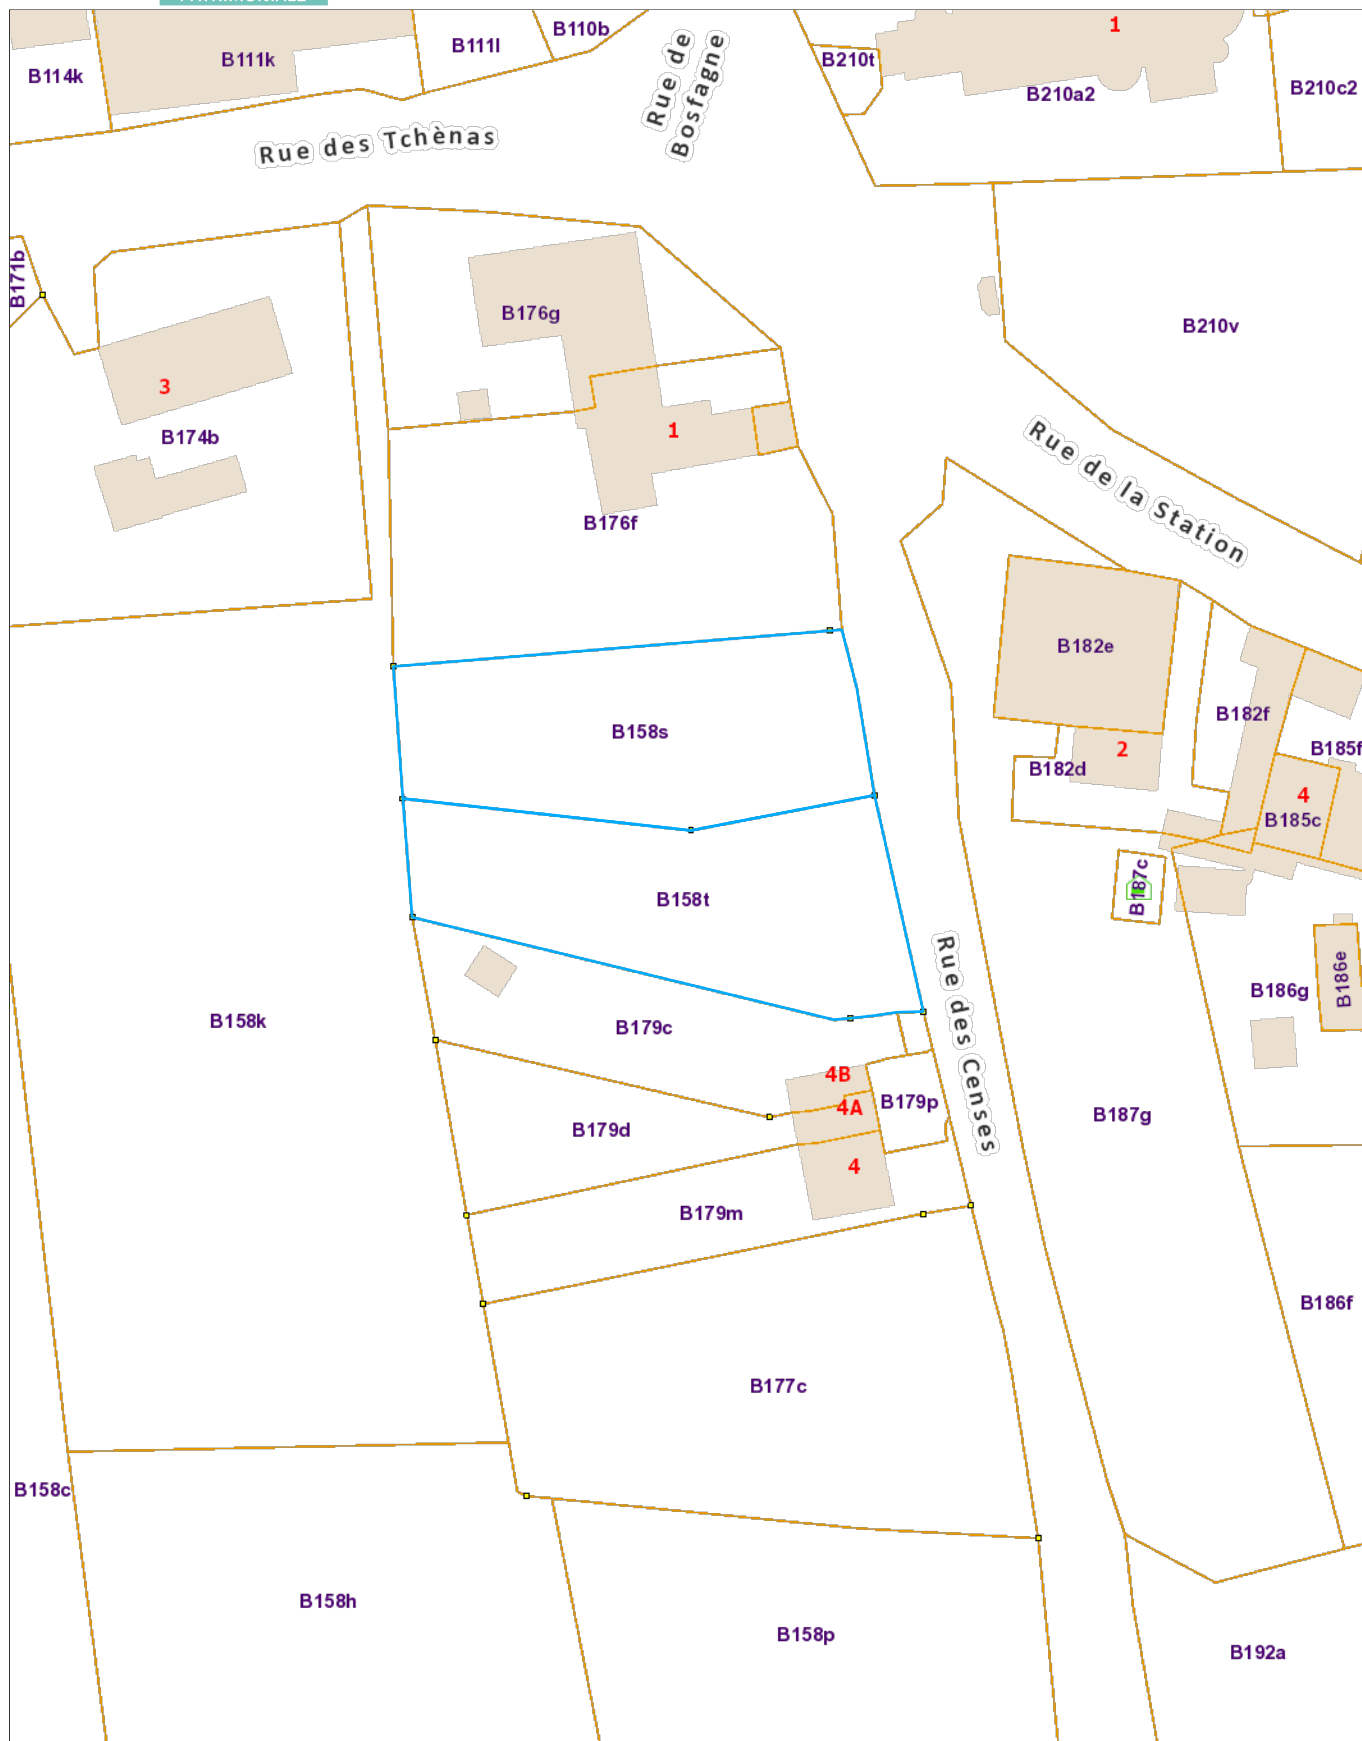 B110b
B111l
B111k
B114k
Rue de
Bosfagne
1
B210t
B210a2
B210c2
Rue des Tchènas
B171b
B176g
B210v
3
B174b
1
B176f
Rue de la Station
B182e
B158s
B182f
2
B182d
B185f
4
B185c
B187c
B158t
B186e
B186g
B158k
B179c
Rue des Censes
4B
4A
B179p
B179d
B187g
4
B179m
B186f
B177c
B158c
B158h
B158p
B192a